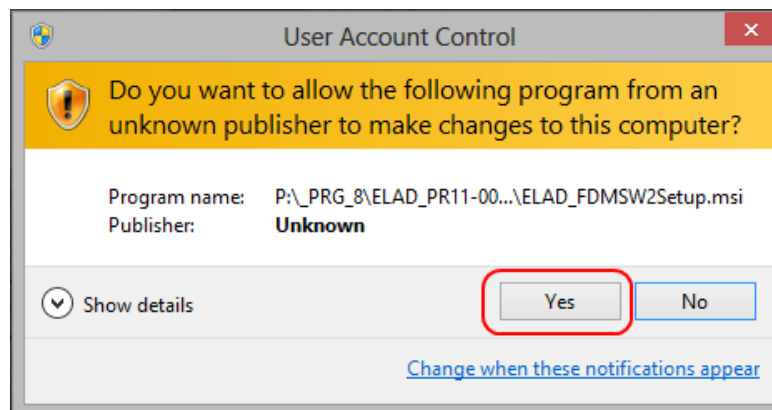 User Account Control
Do you want to allow the following program from an
unknown publisher to make changes to this computer?
Program name: P:\_PRG_8\ELAD_PR11-00...\ELAD_FDMSW2Setup.msi
Publisher: Unknown
Show details
Yes
No
Change when these notifications appear